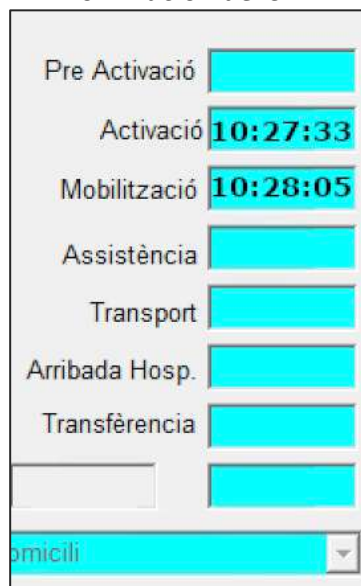 Pre Activació
Activació 10:27:33
Mobilització 10:28:05
Assistència
Transport
Arribada Hosp.
Transfèrencia
omicili